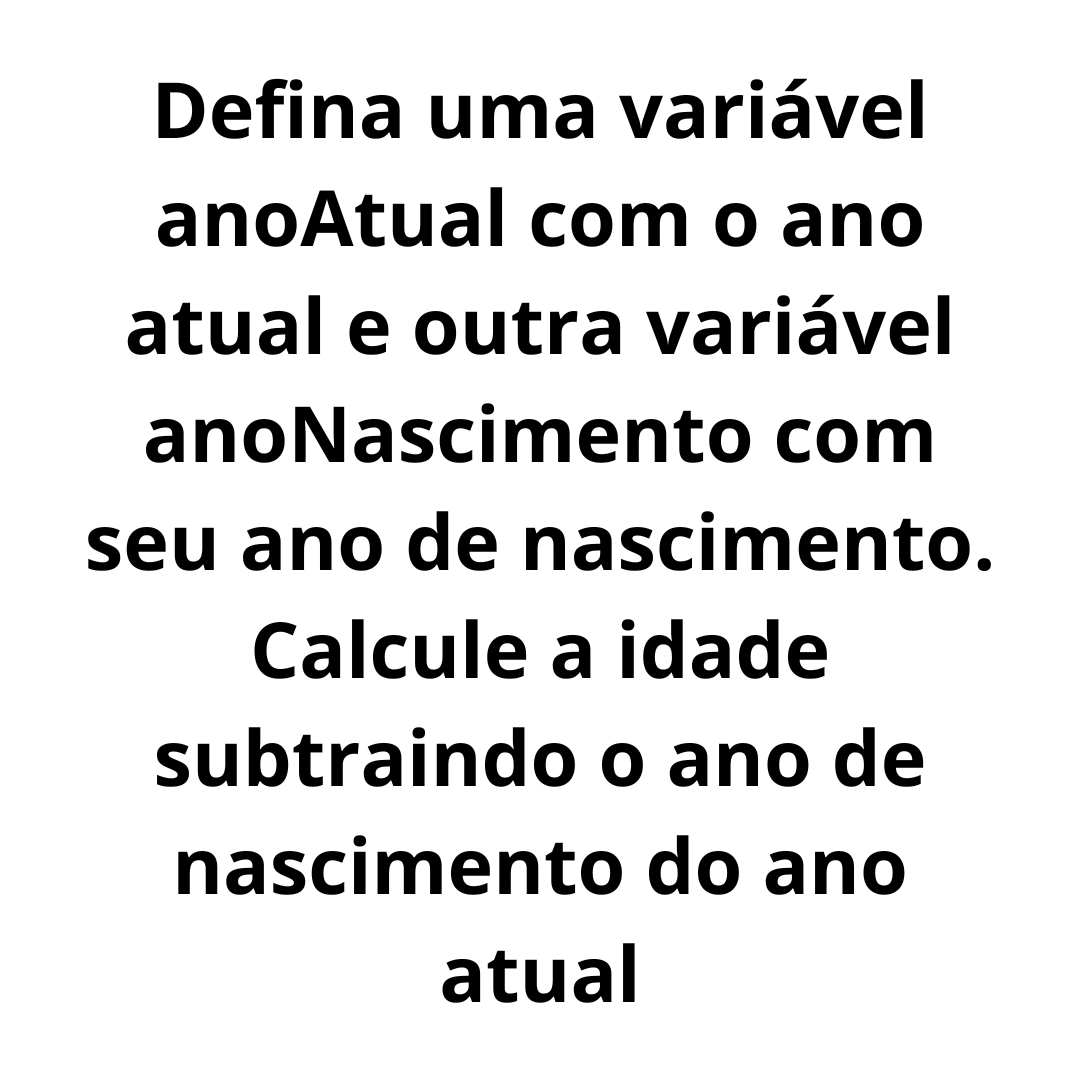 Defina uma variável
anoAtual com o ano
atual e outra variável
anoNascimento com
seu ano de nascimento.
Calcule a idade
subtraindo o ano de
nascimento do ano
atual